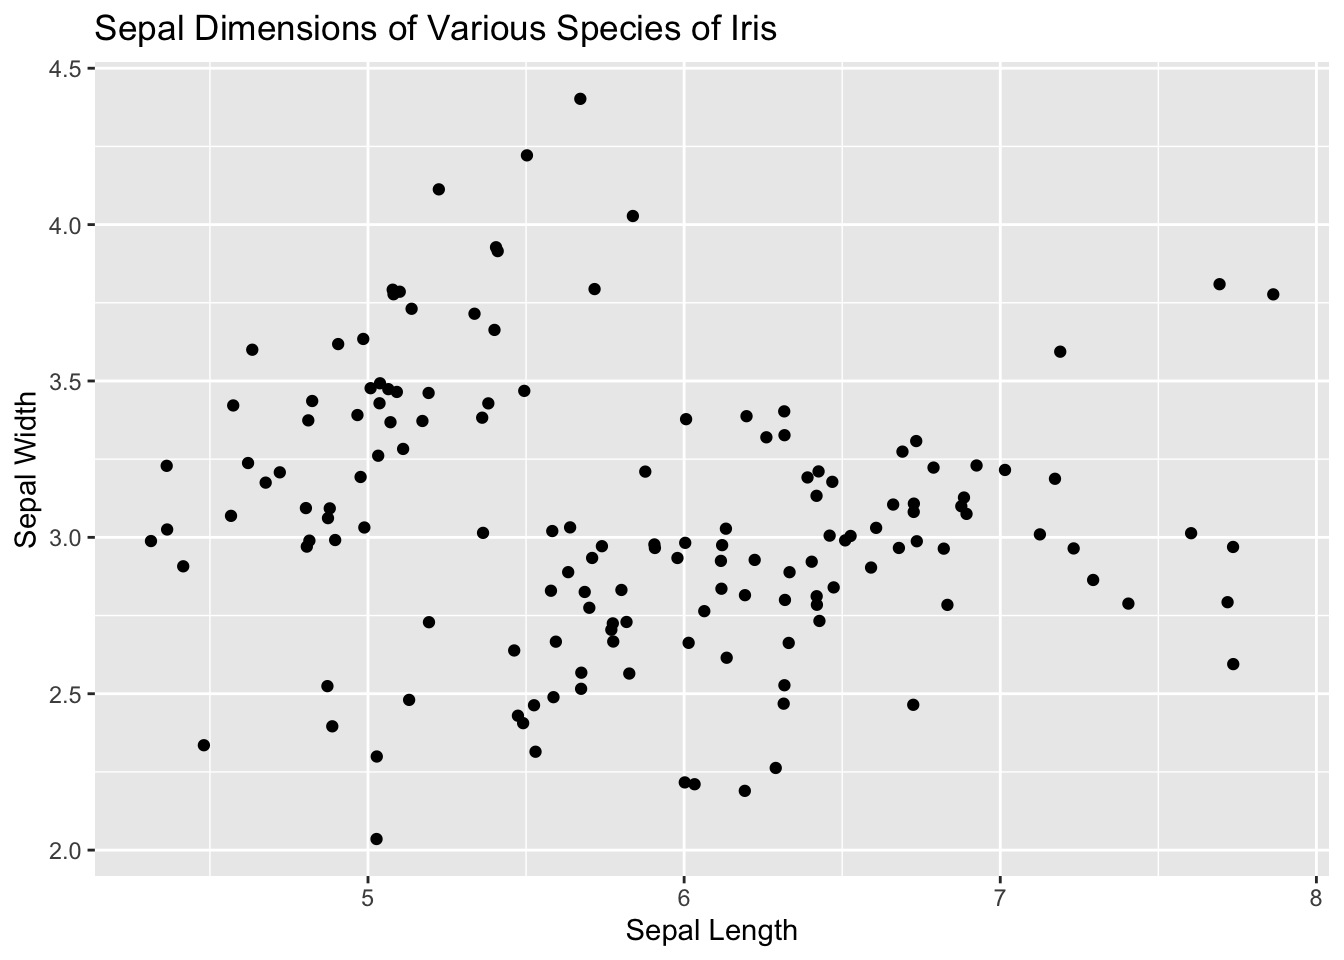 Sepal Dimensions of Various Species of Iris
4.5
4.0
3.5
3.0
2.5
2.0
Sepal Width
5 6 7 8
Sepal Length